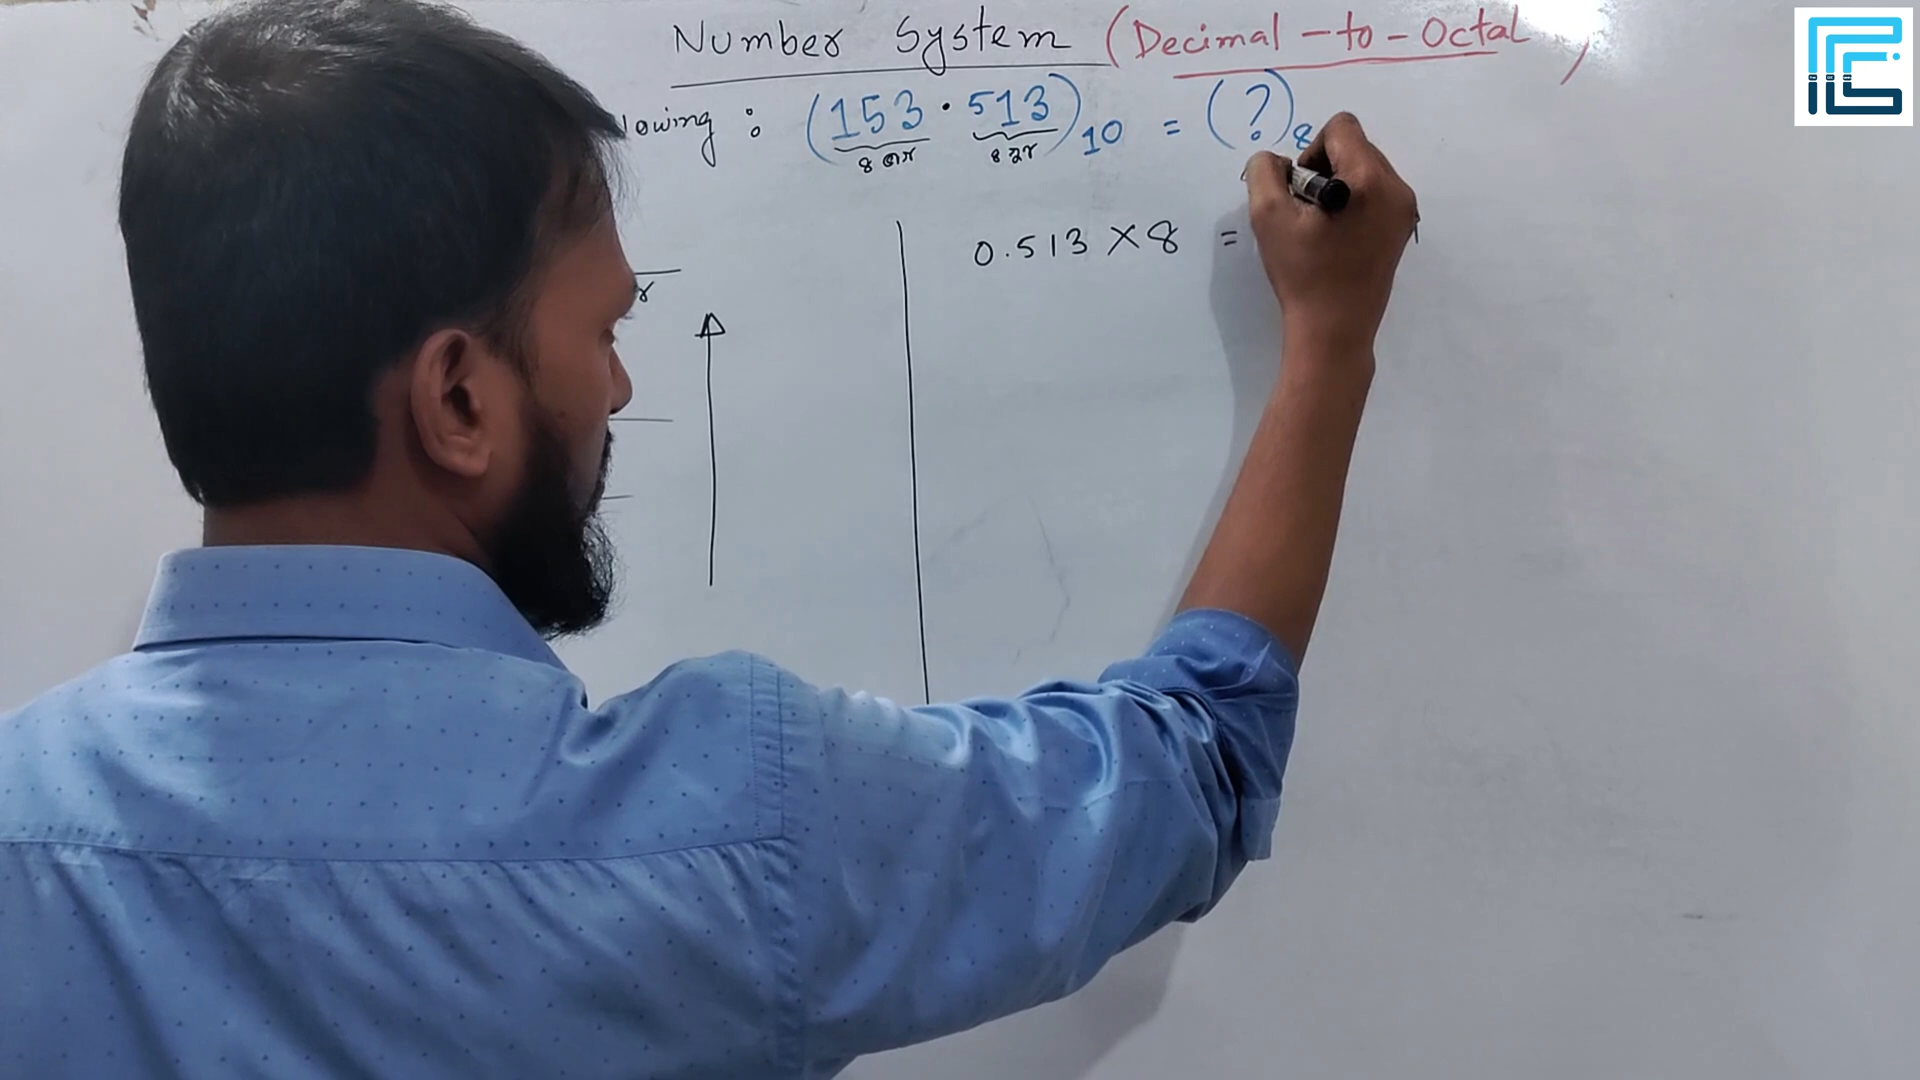 Number System (Decimal-to-Octal)
lowing : (153.513)₁₀ = (?)₈
0.513 × 8 =